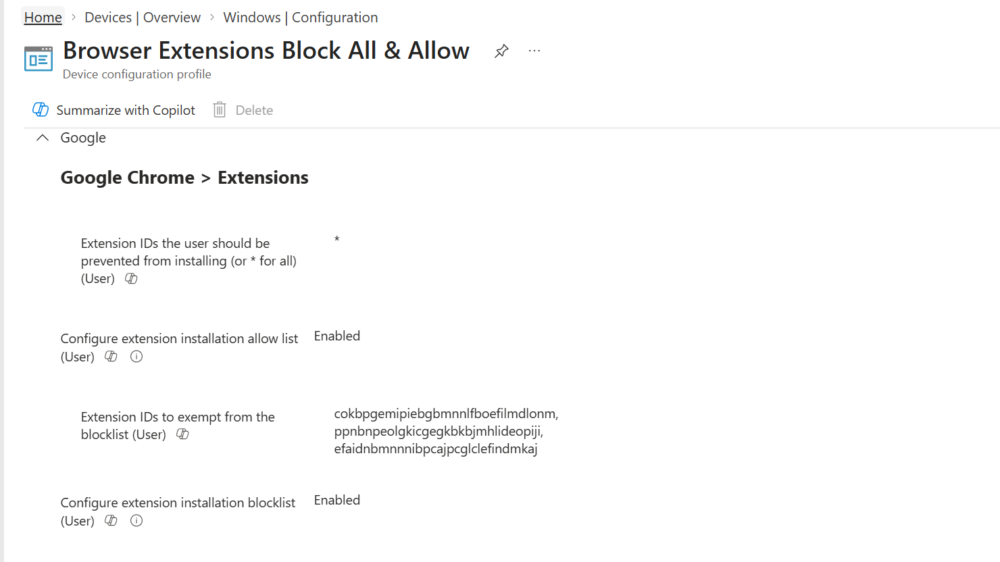 Home > Devices | Overview > Windows | Configuration
Browser Extensions Block All & Allow
...
Device configuration profile
Summarize with Copilot
Delete
Google
Google Chrome > Extensions
Extension IDs the user should be
prevented from installing (or * for all)
(User)
*
Configure extension installation allow list
(User)
Enabled
Extension IDs to exempt from the
blocklist (User)
cokbpgemipiebgbmnnlfboefilmdlonm,
ppnbnpeolgkicgegkbkbjmhlideopiji,
efaidnbmnnnibpcajpcglclefindmkaj
Configure extension installation blocklist
(User)
Enabled